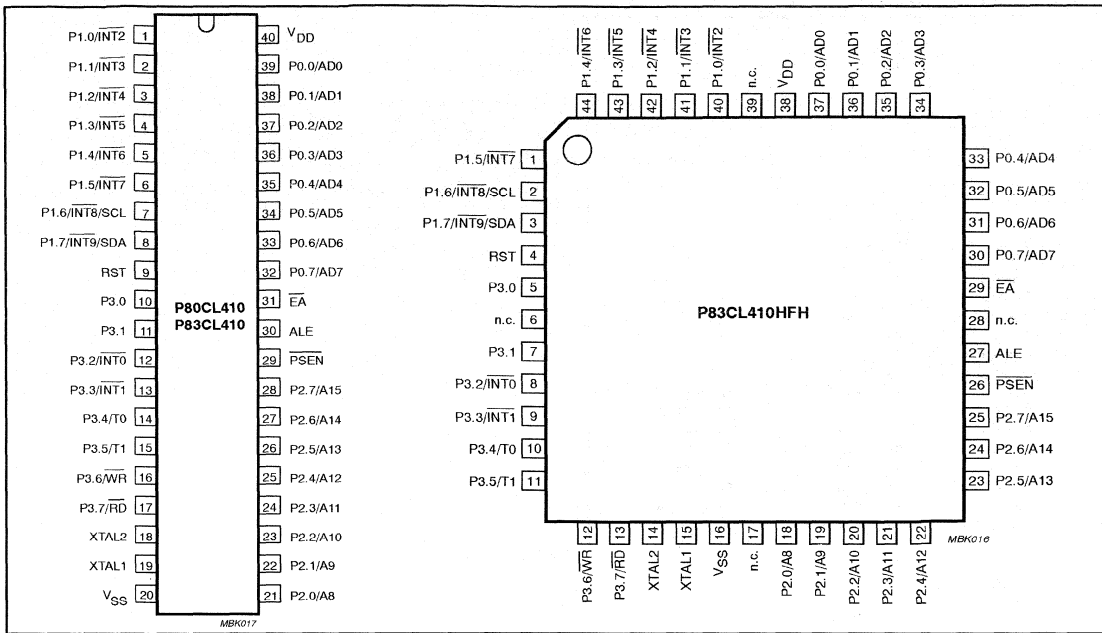 P1.0/INT2 1
P1.1/INT3 2
P1.2/INT4 3
P1.3/INT5 4
P1.4/INT6 5
P1.5/INT7 6
P1.6/INT8/SCL 7
P1.7/INT9/SDA 8
RST 9
P3.0 10
P3.1 11
P3.2/INT0 12
P3.3/INT1 13
P3.4/T0 14
P3.5/T1 15
P3.6/WR 16
P3.7/RD 17
XTAL2 18
XTAL1 19
VSS 20
P80CL410
P83CL410
40 VDD
39 P0.0/AD0
38 P0.1/AD1
37 P0.2/AD2
36 P0.3/AD3
35 P0.4/AD4
34 P0.5/AD5
33 P0.6/AD6
32 P0.7/AD7
31 EA
30 ALE
29 PSEN
28 P2.7/A15
27 P2.6/A14
26 P2.5/A13
25 P2.4/A12
24 P2.3/A11
23 P2.2/A10
22 P2.1/A9
21 P2.0/A8
MBK017
44 P1.4/INT6
43 P1.3/INT5
42 P1.2/INT4
41 P1.1/INT3
40 P1.0/INT2
39 n.c.
38 VDD
37 P0.0/AD0
36 P0.1/AD1
35 P0.2/AD2
34 P0.3/AD3
P1.5/INT7 1
P1.6/INT8/SCL 2
P1.7/INT9/SDA 3
RST 4
P3.0 5
n.c. 6
P3.1 7
P3.2/INT0 8
P3.3/INT1 9
P3.4/T0 10
P3.5/T1 11
P83CL410HFH
33 P0.4/AD4
32 P0.5/AD5
31 P0.6/AD6
30 P0.7/AD7
29 EA
28 n.c.
27 ALE
26 PSEN
25 P2.7/A15
24 P2.6/A14
23 P2.5/A13
P3.6/WR 12
P3.7/RD 13
XTAL2 14
XTAL1 15
VSS 16
n.c. 17
P2.0/A8 18
P2.1/A9 19
P2.2/A10 20
P2.3/A11 21
P2.4/A12 22
MBK016